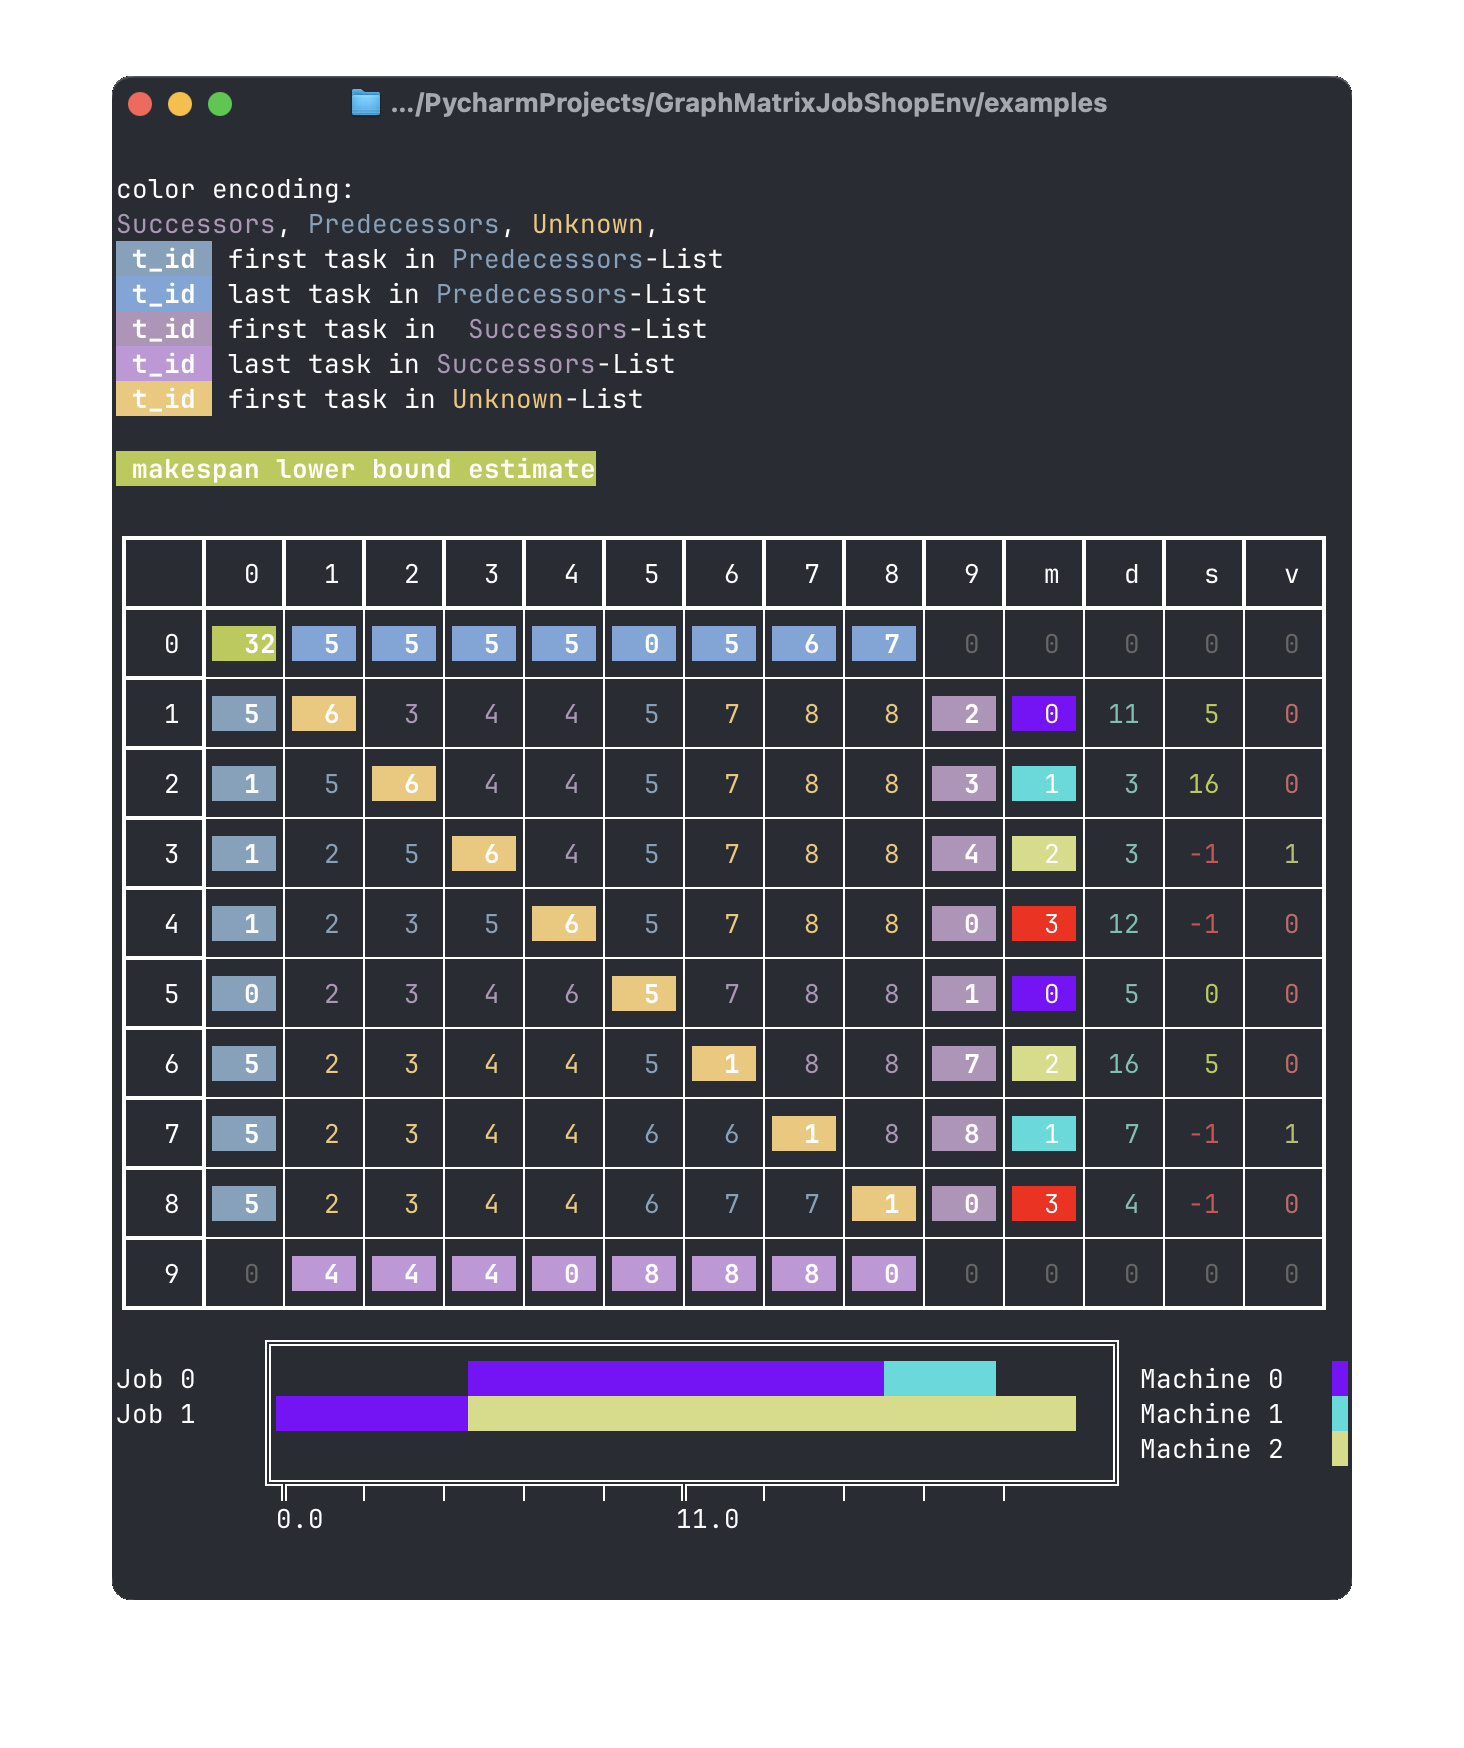 .../PycharmProjects/GraphMatrixJobShopEnv/examples
color encoding:
Successors, Predecessors, Unknown,
t_id first task in Predecessors-List
t_id last task in Predecessors-List
t_id first task in  Successors-List
t_id last task in Successors-List
t_id first task in Unknown-List
makespan lower bound estimate
0 1 2 3 4 5 6 7 8 9 m d s v
0 32 5 5 5 5 0 5 6 7 0 0 0 0 0
1 5 6 3 4 4 5 7 8 8 2 0 11 5 0
2 1 5 6 4 4 5 7 8 8 3 1 3 16 0
3 1 2 5 6 4 5 7 8 8 4 2 3 -1 1
4 1 2 3 5 6 5 7 8 8 0 3 12 -1 0
5 0 2 3 4 6 5 7 8 8 1 0 5 0 0
6 5 2 3 4 4 5 1 8 8 7 2 16 5 0
7 5 2 3 4 4 6 6 1 8 8 1 7 -1 1
8 5 2 3 4 4 6 7 7 1 0 3 4 -1 0
9 0 4 4 4 0 8 8 8 0 0 0 0 0 0
Job 0 Machine 0
Job 1 Machine 1
Machine 2
0.0 11.0